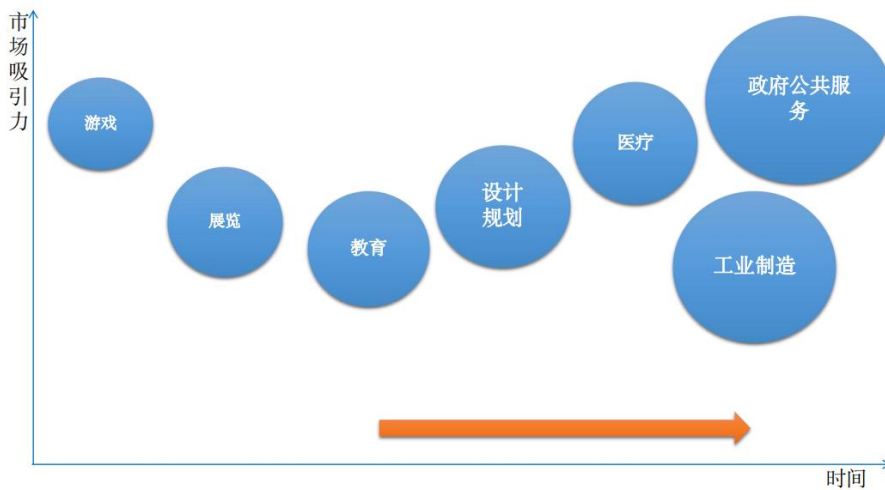 市场吸引力
游戏
展览
教育
设计
规划
医疗
政府公共服
务
工业制造
时间